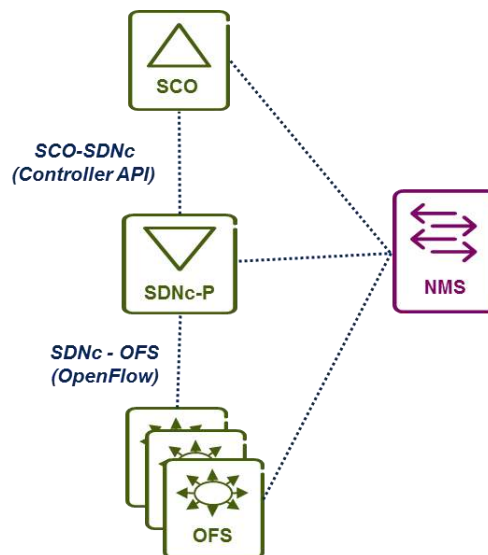 SCO
SCO-SDNc
(Controller API)
SDNc-P
NMS
SDNc - OFS
(OpenFlow)
OFS